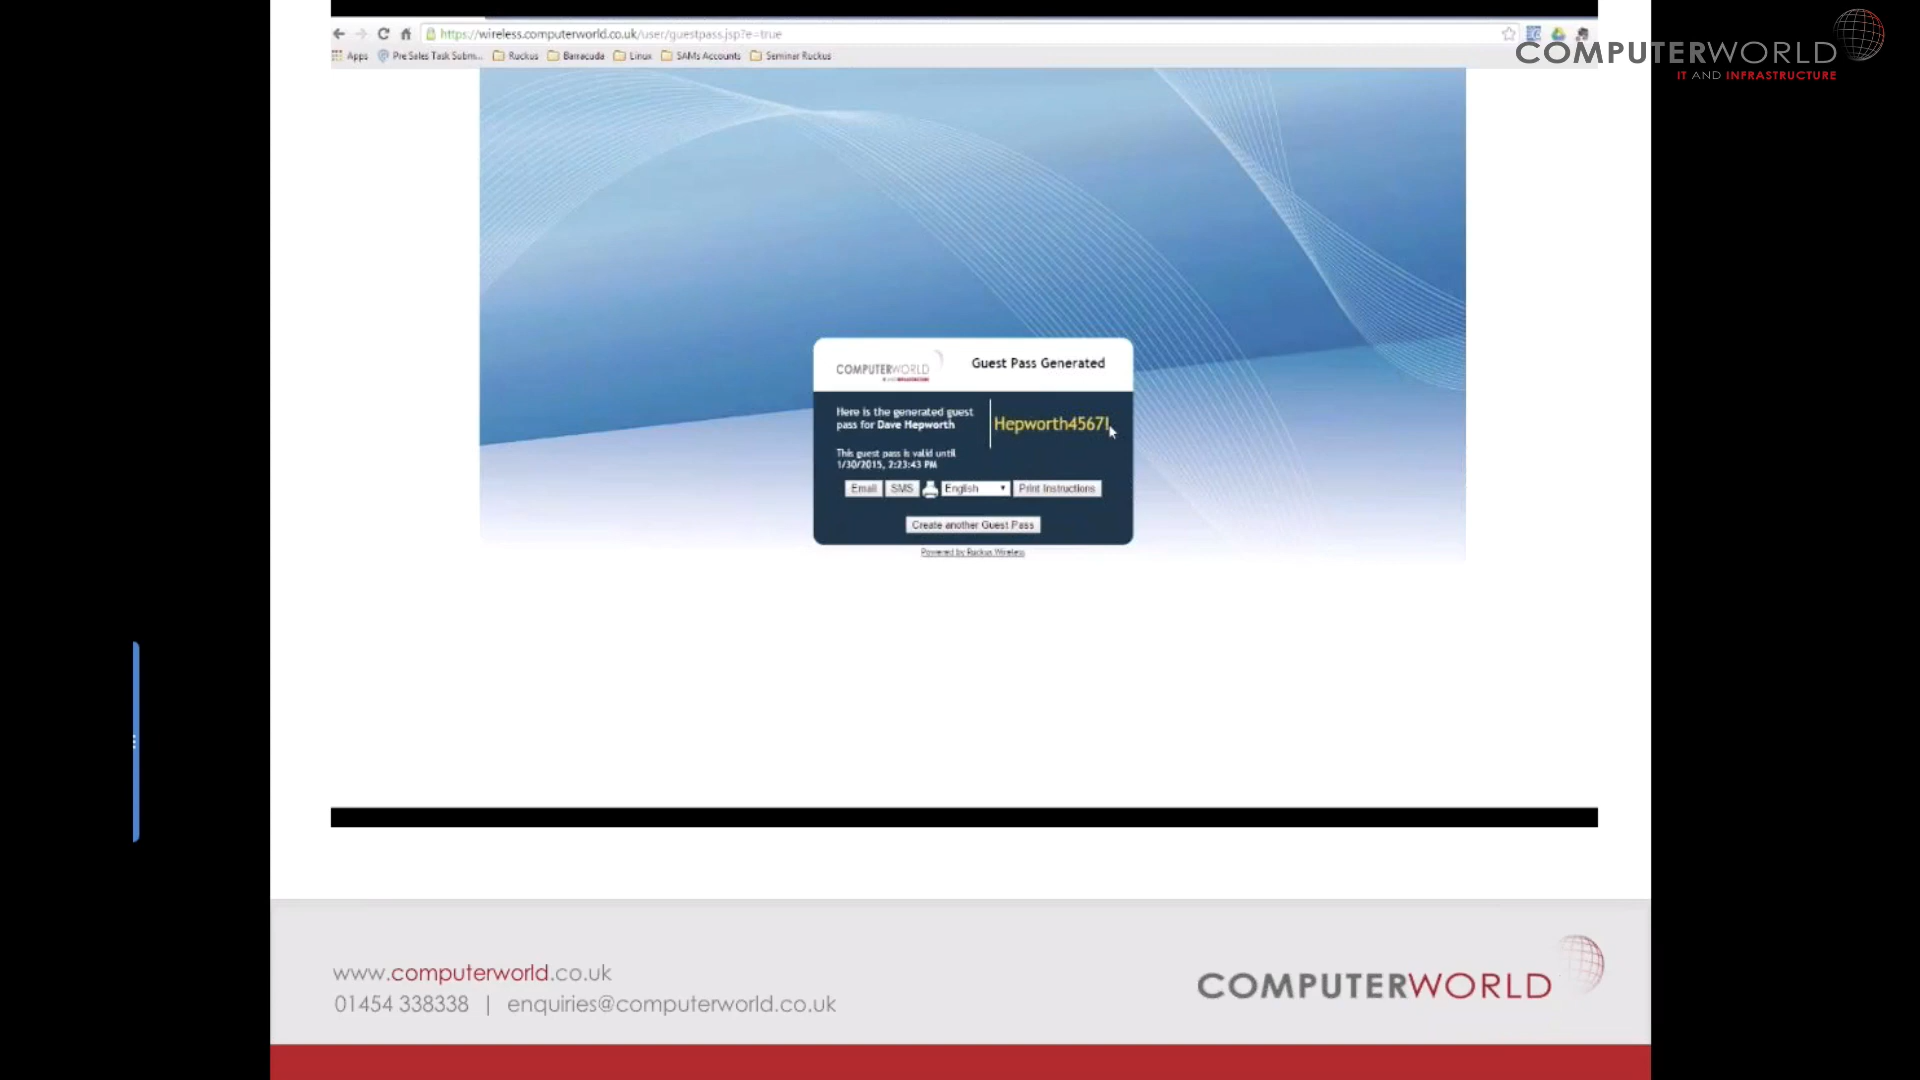 https://wireless.computerworld.co.uk/user/guestpass.jsp?e=true
Apps Pre Sales Task Subm... Ruckus Barracuda Linux SAMs Accounts Seminar Ruckus
COMPUTERWORLD
IT AND INFRASTRUCTURE
COMPUTERWORLD
Guest Pass Generated
Here is the generated guest
pass for Dave Hepworth
Hepworth4567!
This guest pass is valid until
1/30/2015, 2:23:43 PM
Email SMS English Print Instructions
Create another Guest Pass
Powered by Ruckus Wireless
www.computerworld.co.uk
01454 338338 | enquiries@computerworld.co.uk
COMPUTERWORLD